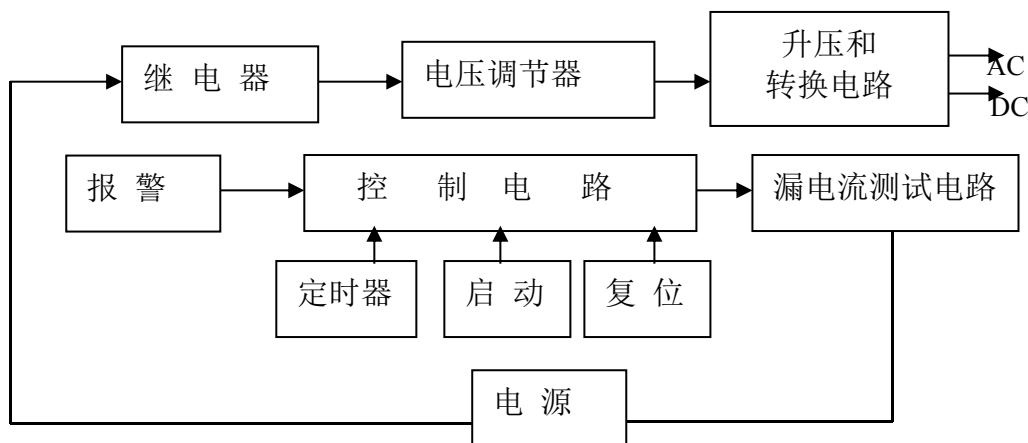 继 电 器
电压调节器
升压和
转换电路
AC
DC
报 警
控 制 电 路
漏电流测试电路
定时器
启 动
复 位
电 源